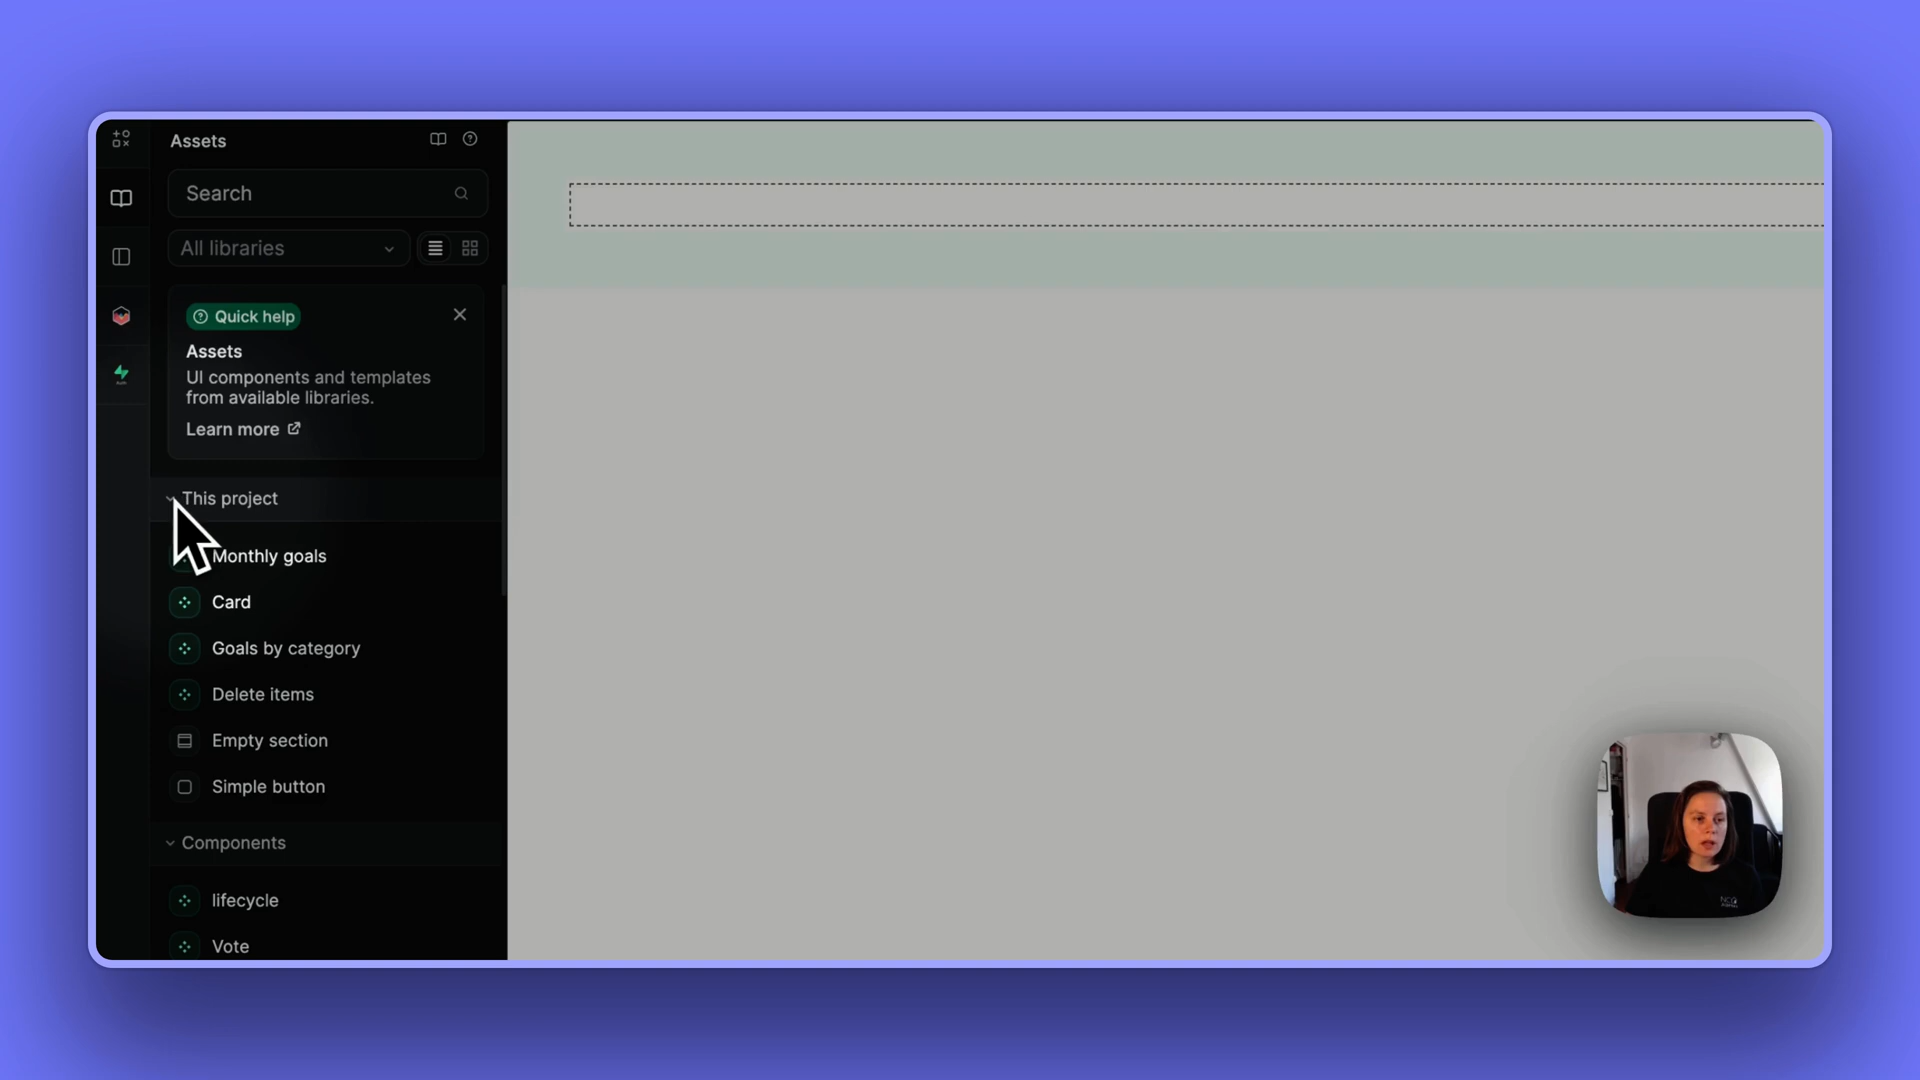 Assets
Search
All libraries
Quick help
Assets
UI components and templates
from available libraries.
Learn more
This project
Monthly goals
Card
Goals by category
Delete items
Empty section
Simple button
Components
lifecycle
Vote